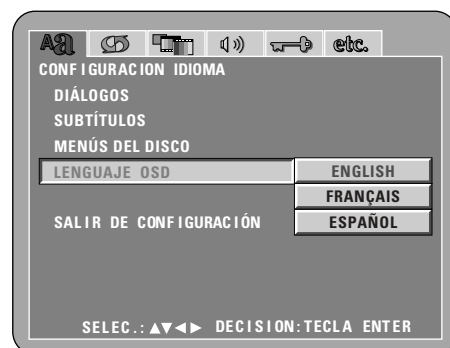 Aa etc.
CONFIGURACION IDIOMA
DIÁLOGOS
SUBTÍTULOS
MENÚS DEL DISCO
LENGUAJE OSD ENGLISH
FRANÇAIS
SALIR DE CONFIGURACIÓN ESPAÑOL
SELEC.:▲▼◄► DECISION:TECLA ENTER